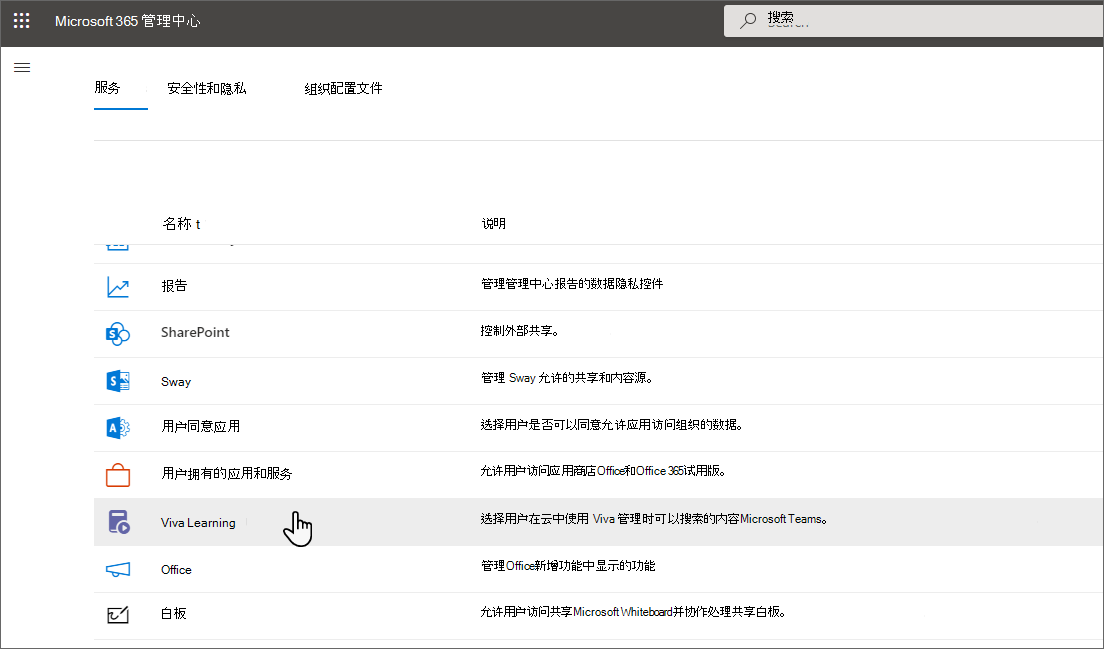 Microsoft 365 管理中心
搜索
服务
安全性和隐私
组织配置文件
名称 t
说明
报告
管理管理中心报告的数据隐私控件
SharePoint
控制外部共享。
Sway
管理 Sway 允许的共享和内容源。
用户同意应用
选择用户是否可以同意允许应用访问组织的数据。
用户拥有的应用和服务
允许用户访问应用商店Office和Office 365试用版。
Viva Learning
选择用户在云中使用 Viva 管理时可以搜索的内容Microsoft Teams。
Office
管理Office新增功能中显示的功能
白板
允许用户访问共享Microsoft Whiteboard并协作处理共享白板。